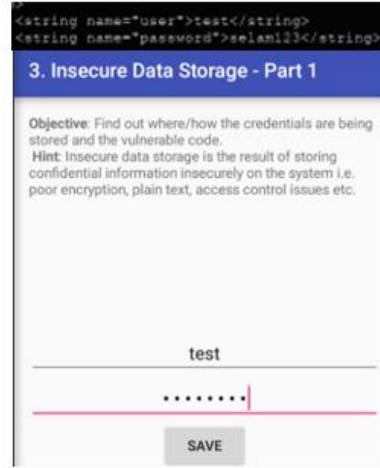 <string name="user">test</string>
<string name="password">selam123</string>
3. Insecure Data Storage - Part 1
Objective: Find out where/how the credentials are being
stored and the vulnerable code.
Hint: Insecure data storage is the result of storing
confidential information insecurely on the system i.e.
poor encryption, plain text, access control issues etc.
test
••••••••
SAVE